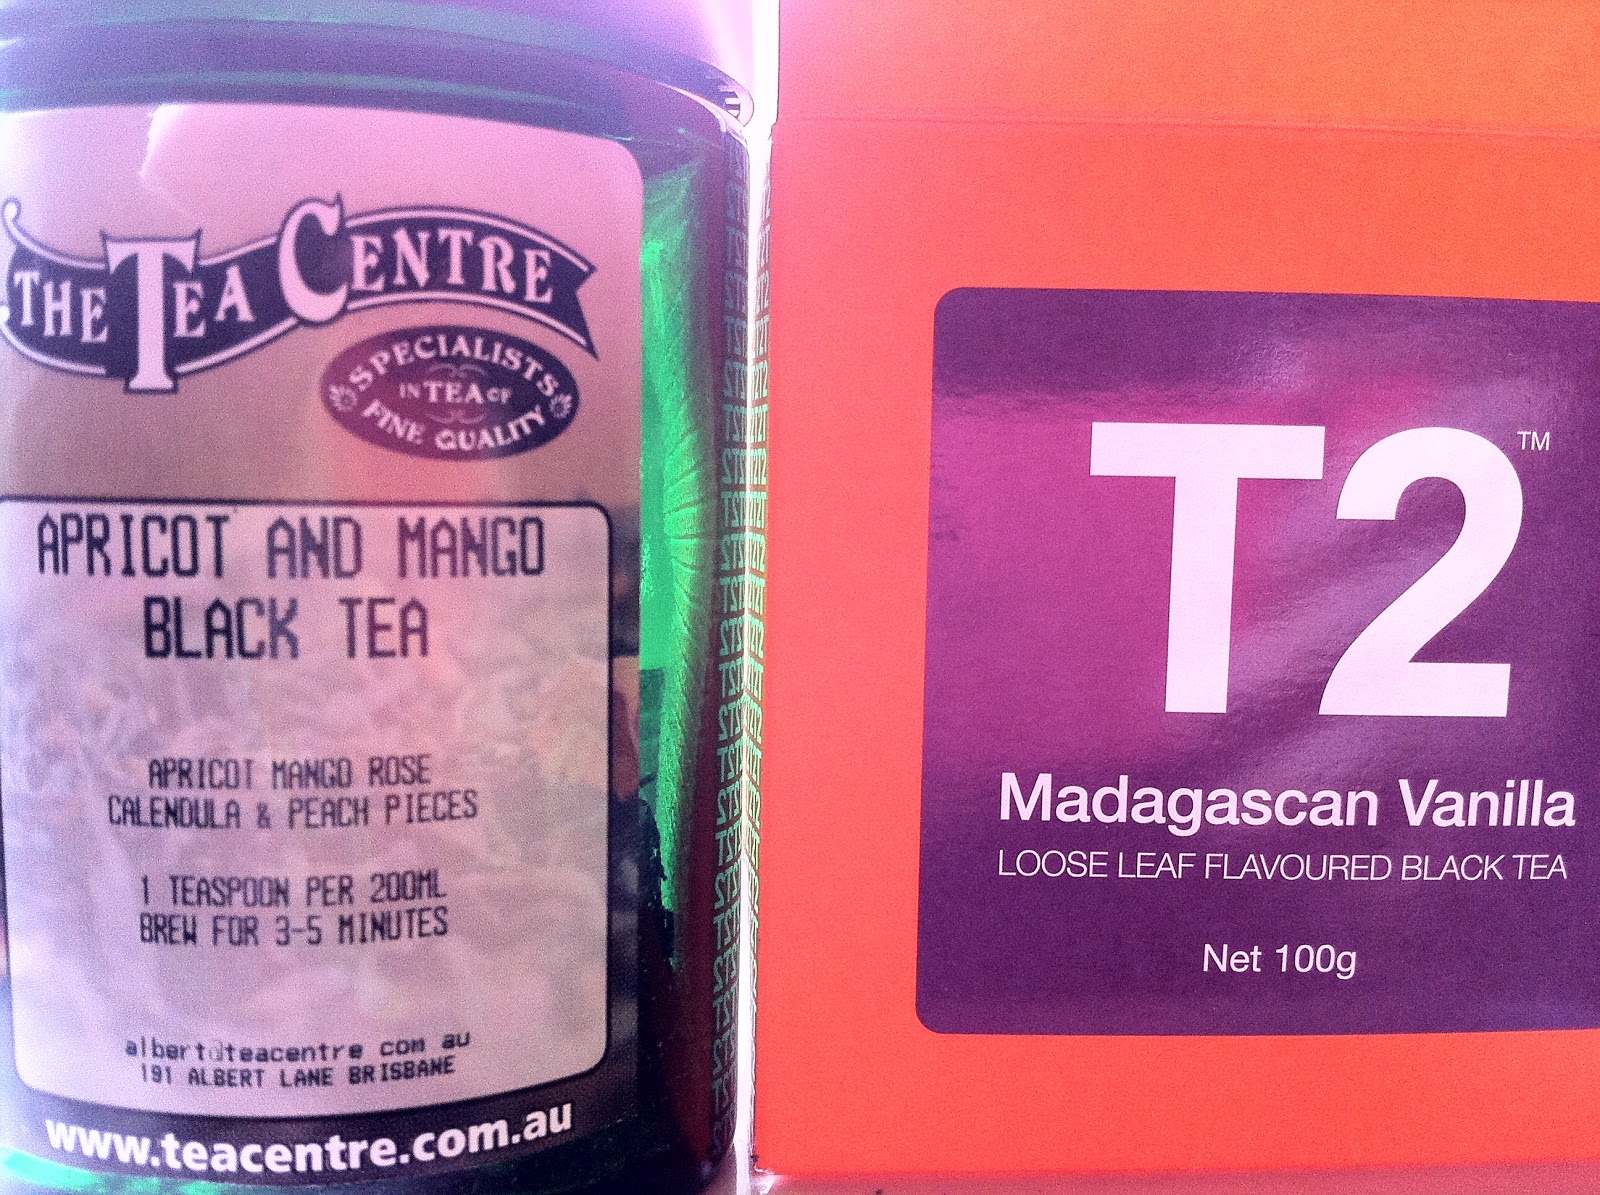 THE TEA CENTRE
SPECIALISTS
IN TEA OF
FINE QUALITY
APRICOT AND MANGO
BLACK TEA
APRICOT MANGO ROSE
CALENDULA & PEACH PIECES
1 TEASPOON PER 200ML
BREW FOR 3-5 MINUTES
albert@teacentre com au
191 ALBERT LANE BRISBANE
www.teacentre.com.au
T2™
Madagascan Vanilla
LOOSE LEAF FLAVOURED BLACK TEA
Net 100g